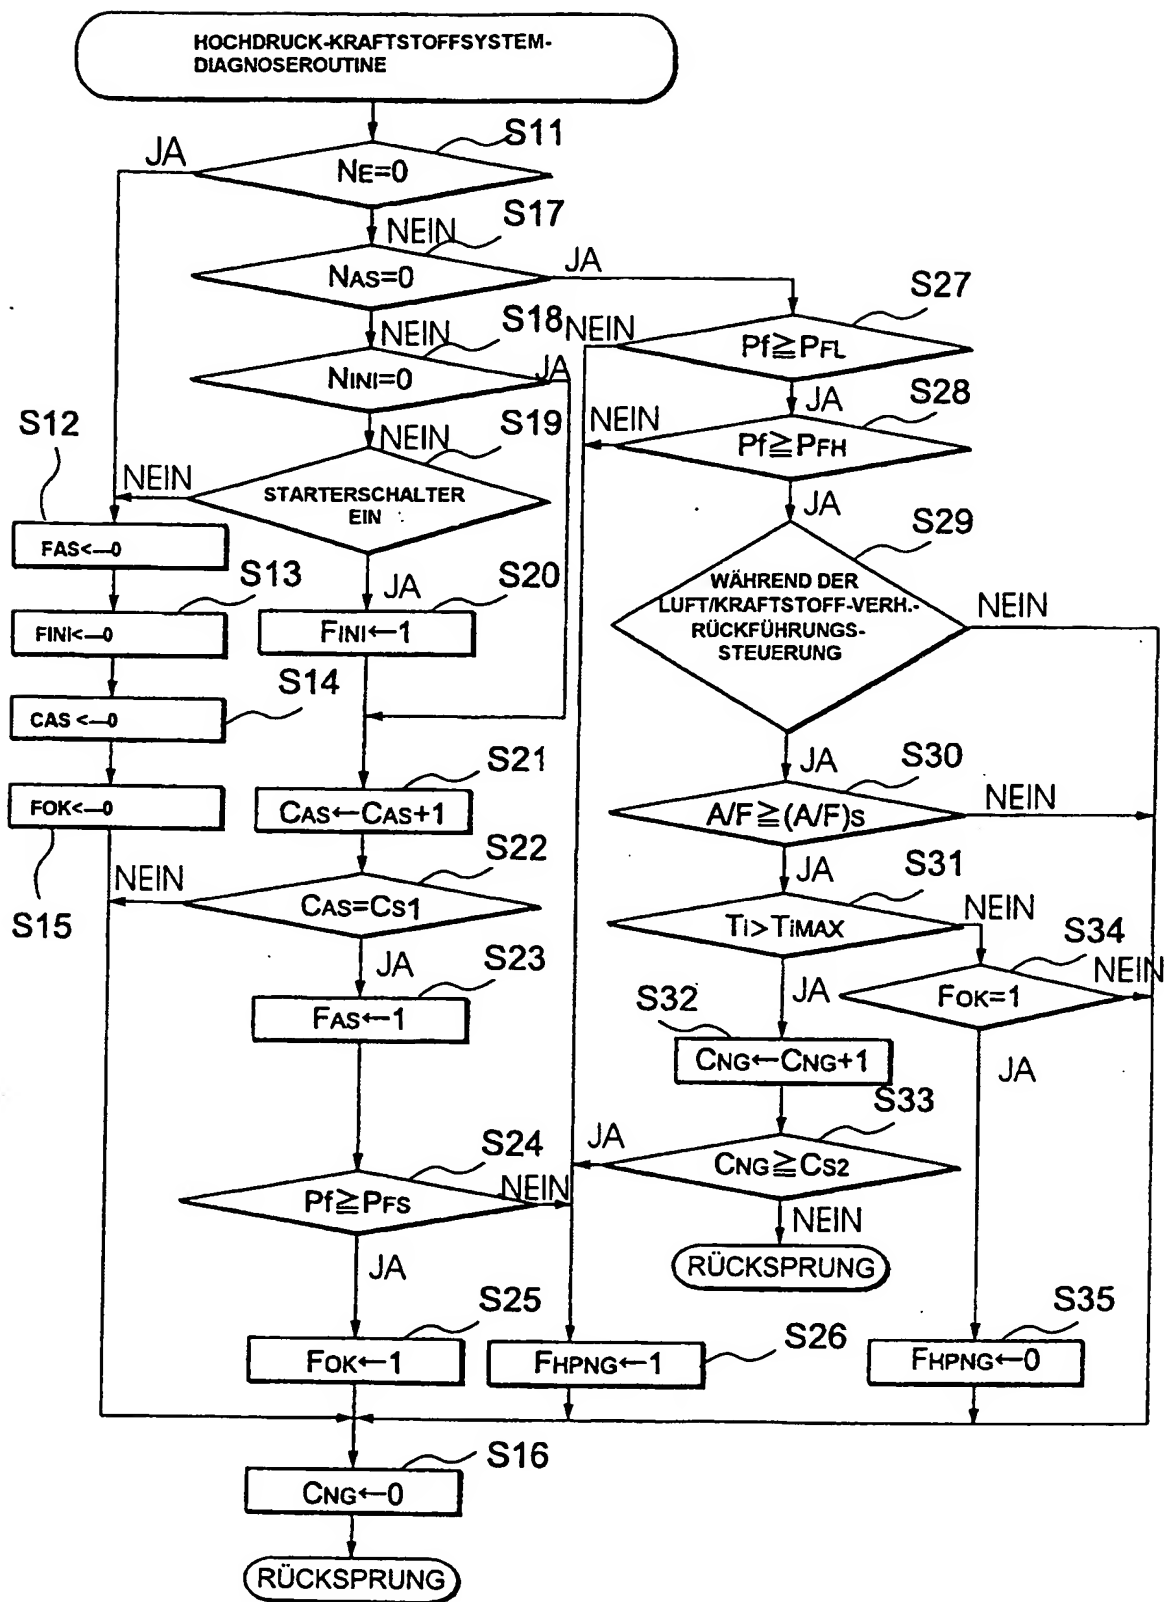 HOCHDRUCK-KRAFTSTOFFSYSTEM-
DIAGNOSEROUTINE
S11
JA
NE=0
NEIN
S17
NAS=0
JA
NEIN
S18
NINI=0
JA
NEIN
S19
STARTERSCHALTER
EIN
NEIN
JA
S12
FAS<—0
S13
FINI<—0
S14
CAS <—0
FOK<—0
S15
S20
FINI←1
S21
CAS←CAS+1
S22
NEIN
CAS=CS1
JA
S23
FAS←1
S24
Pf≧PFS
NEIN
JA
S25
FOK←1
S27
NEIN
Pf≧PFL
JA
S28
NEIN
Pf≧PFH
JA
S29
WÄHREND DER
LUFT/KRAFTSTOFF-VERH.-
RÜCKFÜHRUNGS-
STEUERUNG
NEIN
JA
S30
A/F≧(A/F)S
NEIN
JA
S31
Ti>TiMAX
NEIN
JA
S34
FOK=1
NEIN
JA
S32
CNG←CNG+1
S33
JA
CNG≧CS2
NEIN
RÜCKSPRUNG
FHPNG←1
S26
S35
FHPNG←0
S16
CNG←0
RÜCKSPRUNG